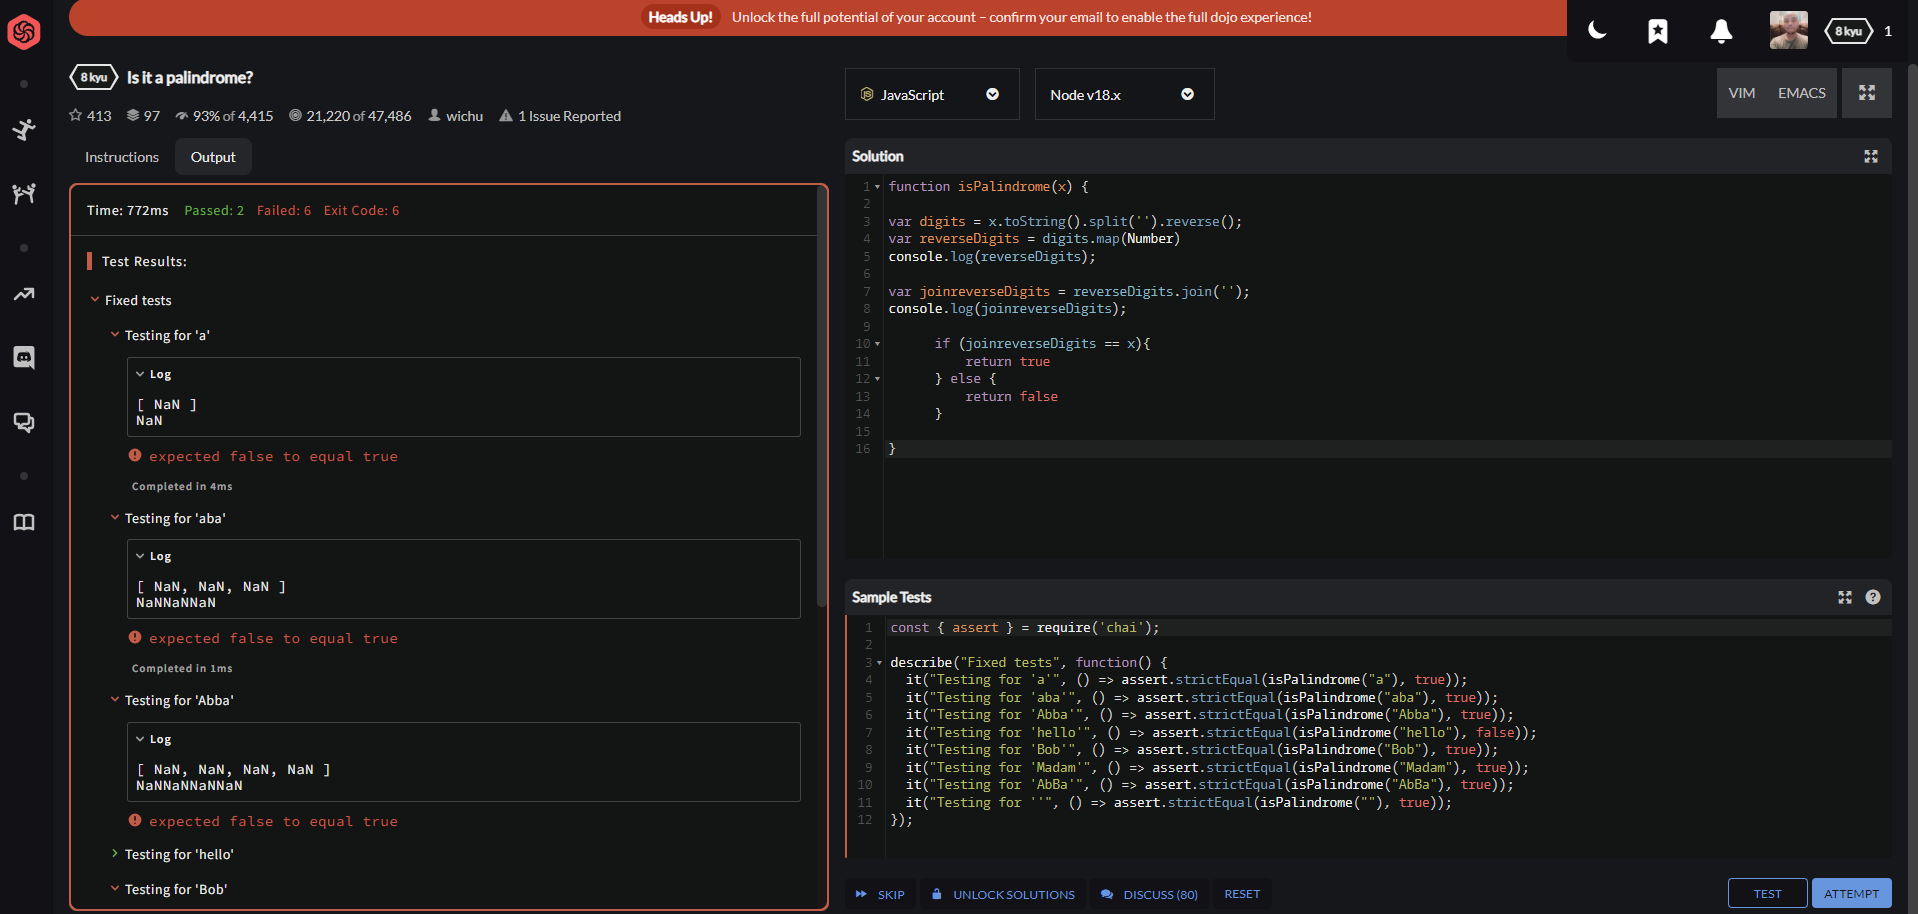 Heads Up! Unlock the full potential of your account – confirm your email to enable the full dojo experience!
8 kyu 1
8 kyu Is it a palindrome?
413 97 93% of 4,415 21,220 of 47,486 wichu 1 Issue Reported
Instructions Output
Time: 772ms Passed: 2 Failed: 6 Exit Code: 6
Test Results:
Fixed tests
Testing for 'a'
Log
[ NaN ]
NaN
expected false to equal true
Completed in 4ms
Testing for 'aba'
Log
[ NaN, NaN, NaN ]
NaNNaNNaN
expected false to equal true
Completed in 1ms
Testing for 'Abba'
Log
[ NaN, NaN, NaN, NaN ]
NaNNaNNaNNaN
expected false to equal true
Testing for 'hello'
Testing for 'Bob'
JS JavaScript Node v18.x VIM EMACS
Solution
1 function isPalindrome(x) {
2
3 var digits = x.toString().split('').reverse();
4 var reverseDigits = digits.map(Number)
5 console.log(reverseDigits);
6
7 var joinreverseDigits = reverseDigits.join('');
8 console.log(joinreverseDigits);
9
10 if (joinreverseDigits == x){
11 return true
12 } else {
13 return false
14 }
15
16 }
Sample Tests
1 const { assert } = require('chai');
2
3 describe("Fixed tests", function() {
4 it("Testing for 'a'", () => assert.strictEqual(isPalindrome("a"), true));
5 it("Testing for 'aba'", () => assert.strictEqual(isPalindrome("aba"), true));
6 it("Testing for 'Abba'", () => assert.strictEqual(isPalindrome("Abba"), true));
7 it("Testing for 'hello'", () => assert.strictEqual(isPalindrome("hello"), false));
8 it("Testing for 'Bob'", () => assert.strictEqual(isPalindrome("Bob"), true));
9 it("Testing for 'Madam'", () => assert.strictEqual(isPalindrome("Madam"), true));
10 it("Testing for 'AbBa'", () => assert.strictEqual(isPalindrome("AbBa"), true));
11 it("Testing for ''", () => assert.strictEqual(isPalindrome(""), true));
12 });
SKIP UNLOCK SOLUTIONS DISCUSS (80) RESET TEST ATTEMPT